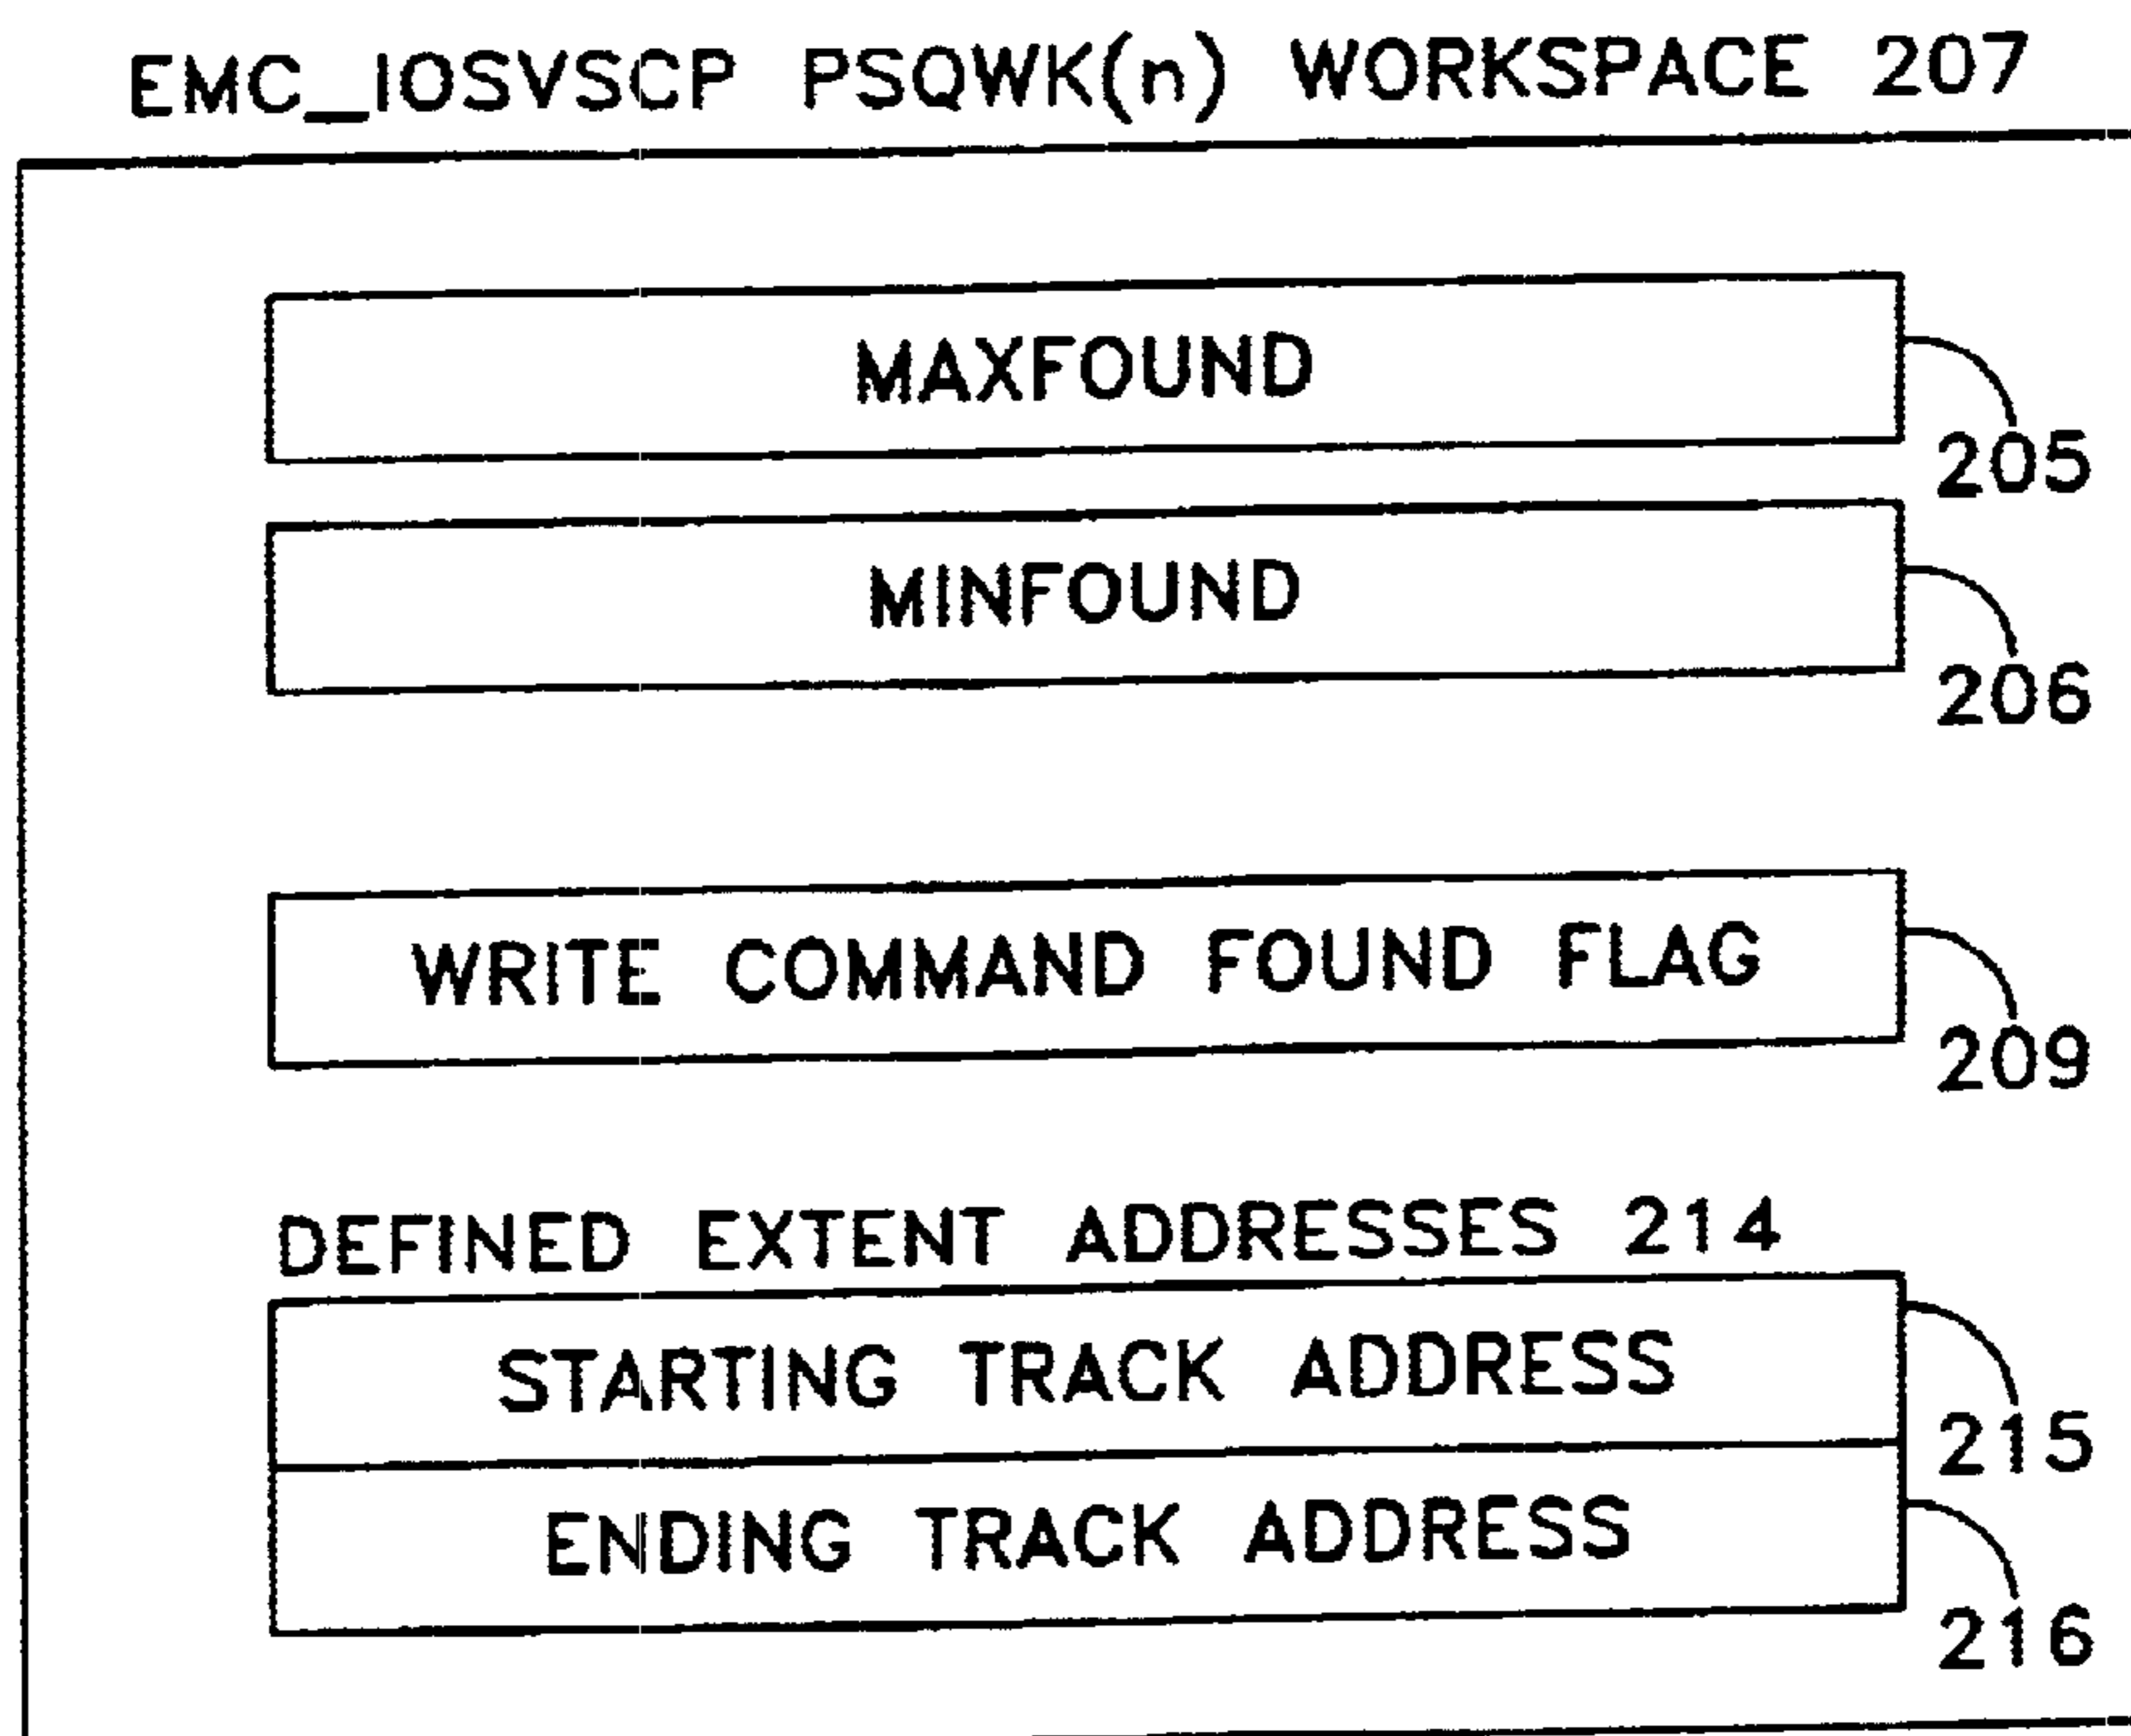 EMC_IOSVSCP PSQWK(n) WORKSPACE 207
MAXFOUND
205
MINFOUND
206
WRITE COMMAND FOUND FLAG
209
DEFINED EXTENT ADDRESSES 214
STARTING TRACK ADDRESS
215
ENDING TRACK ADDRESS
216